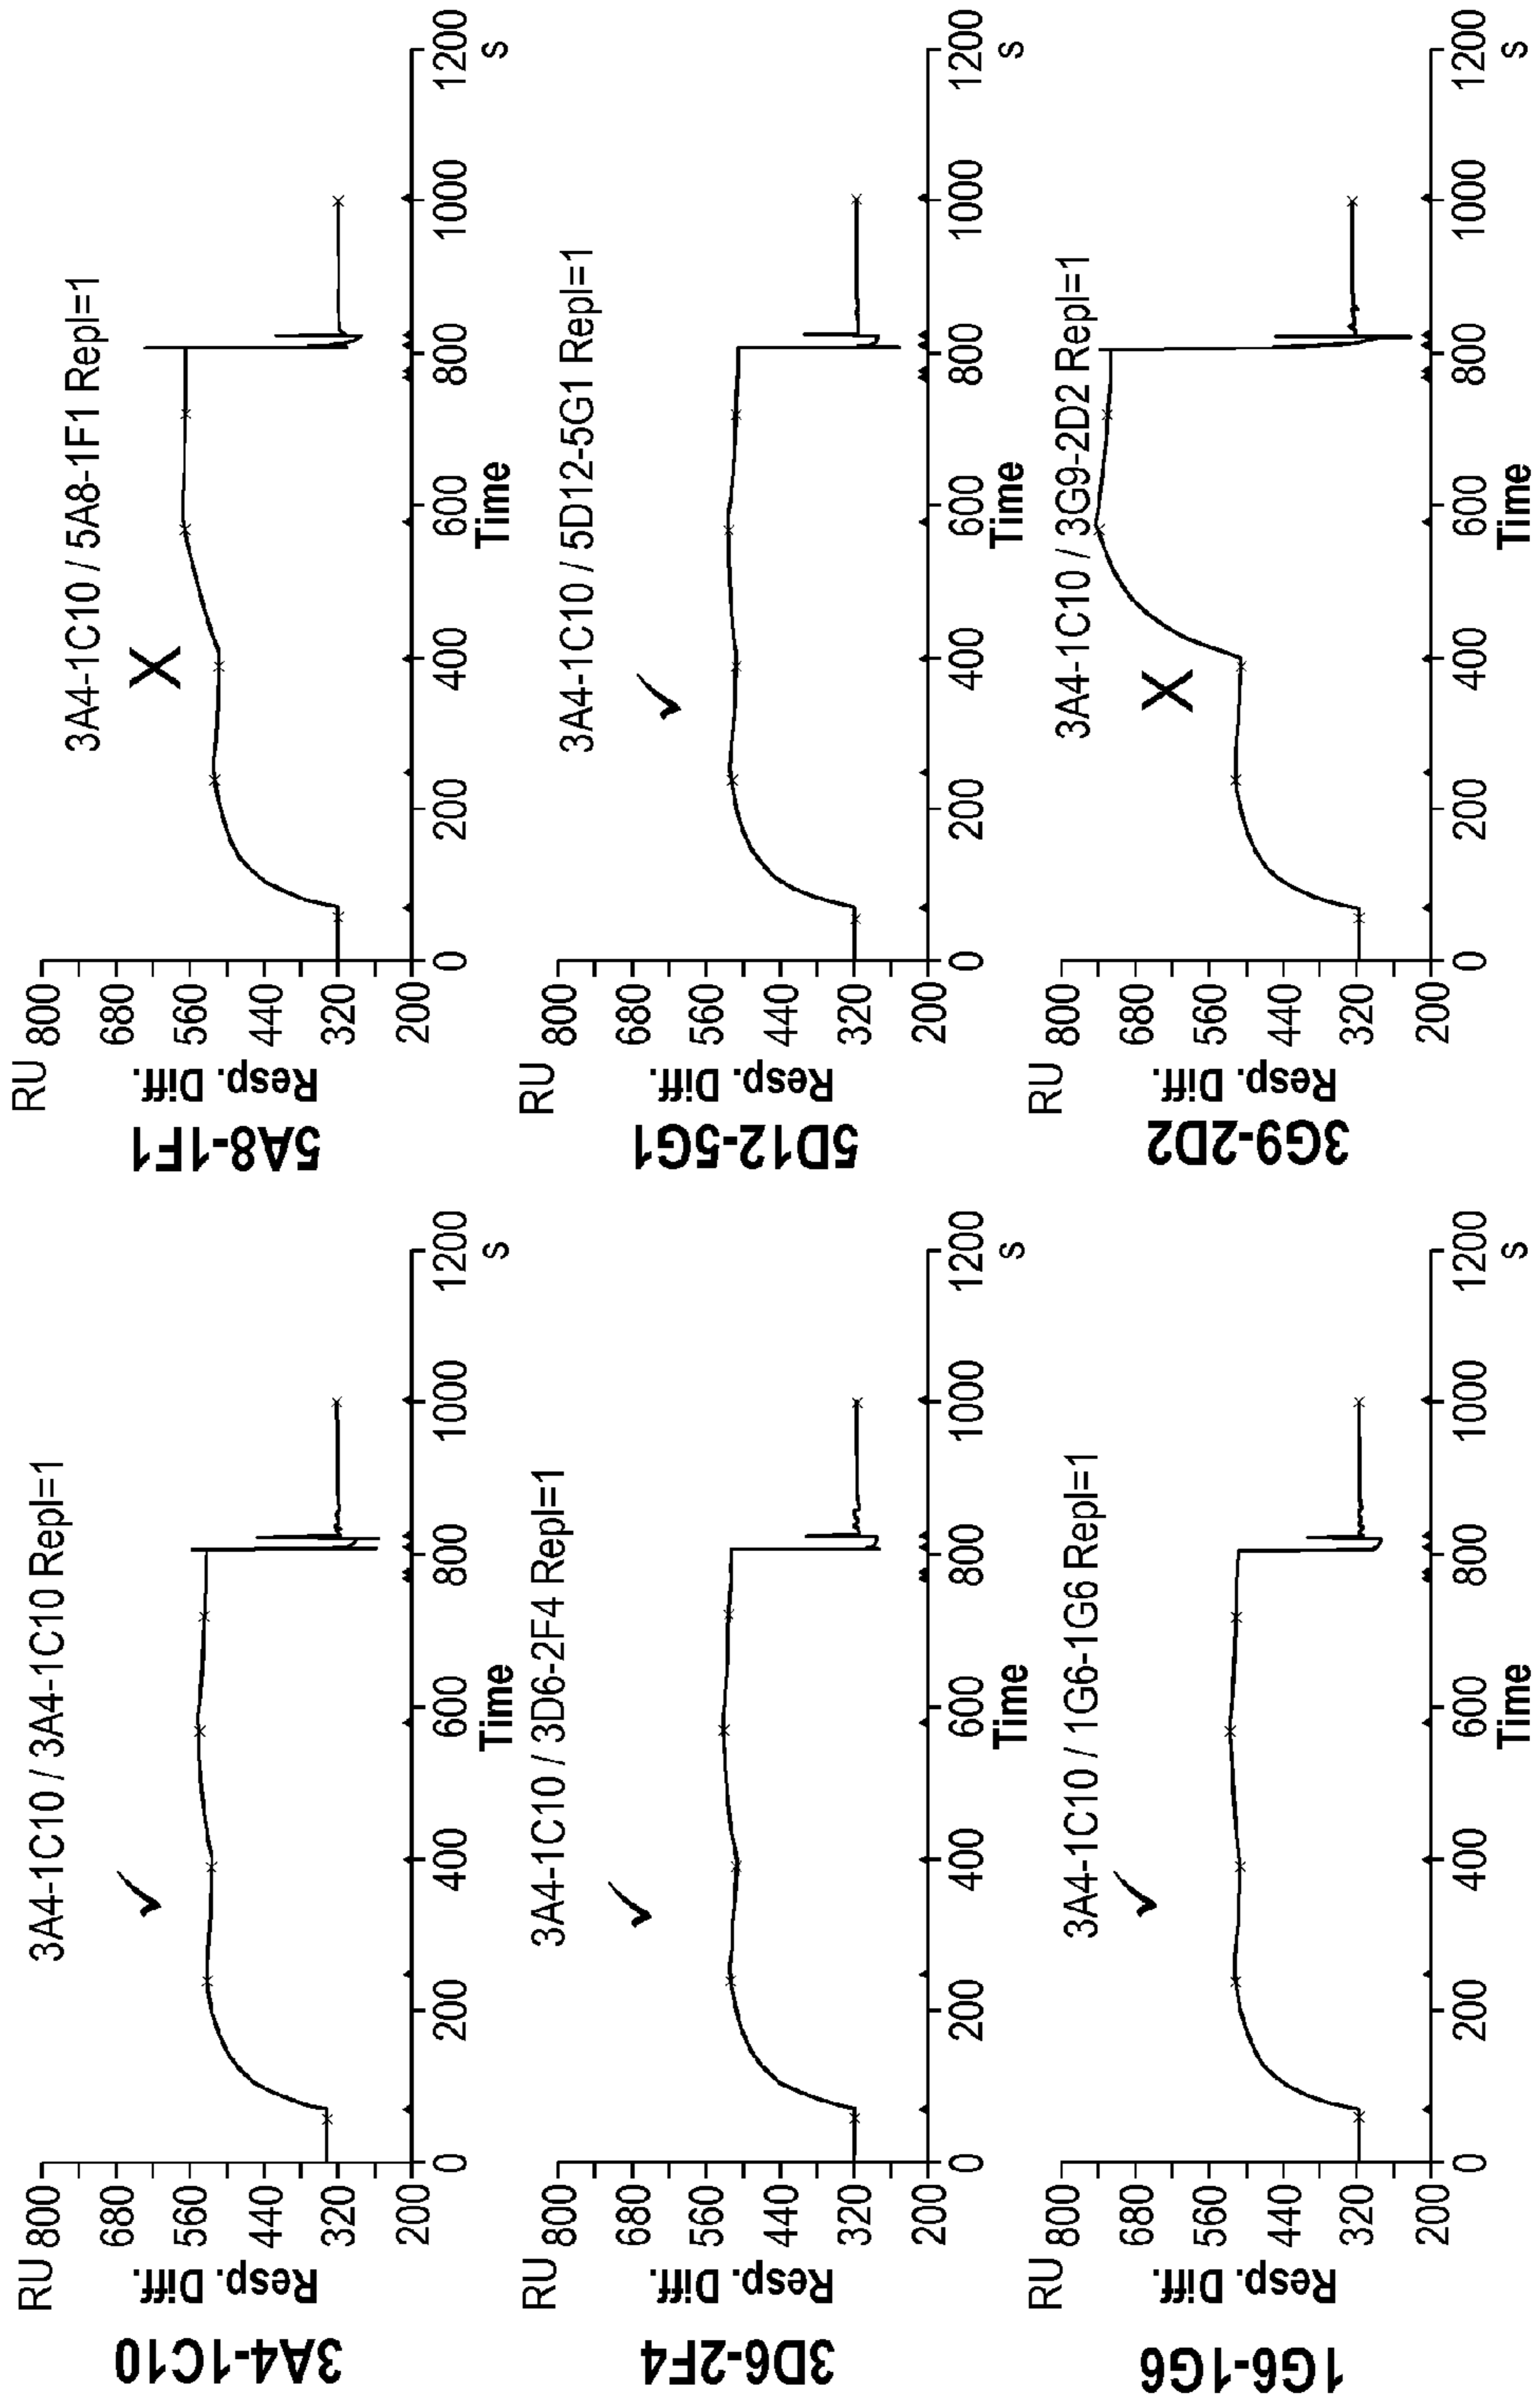 3A4-1C10
Resp. Diff.
RU
3A4-1C10 / 3A4-1C10 Repl=1
✓
800
680
560
440
320
200
0 200 400 600 800 1000 1200
Time
s
5A8-1F1
Resp. Diff.
RU
3A4-1C10 / 5A8-1F1 Repl=1
X
800
680
560
440
320
200
0 200 400 600 800 1000 1200
Time
s
3D6-2F4
Resp. Diff.
RU
3A4-1C10 / 3D6-2F4 Repl=1
✓
800
680
560
440
320
200
0 200 400 600 800 1000 1200
Time
s
5D12-5G1
Resp. Diff.
RU
3A4-1C10 / 5D12-5G1 Repl=1
✓
800
680
560
440
320
200
0 200 400 600 800 1000 1200
Time
s
1G6-1G6
Resp. Diff.
RU
3A4-1C10 / 1G6-1G6 Repl=1
✓
800
680
560
440
320
200
0 200 400 600 800 1000 1200
Time
s
3G9-2D2
Resp. Diff.
RU
3A4-1C10 / 3G9-2D2 Repl=1
X
800
680
560
440
320
200
0 200 400 600 800 1000 1200
Time
s